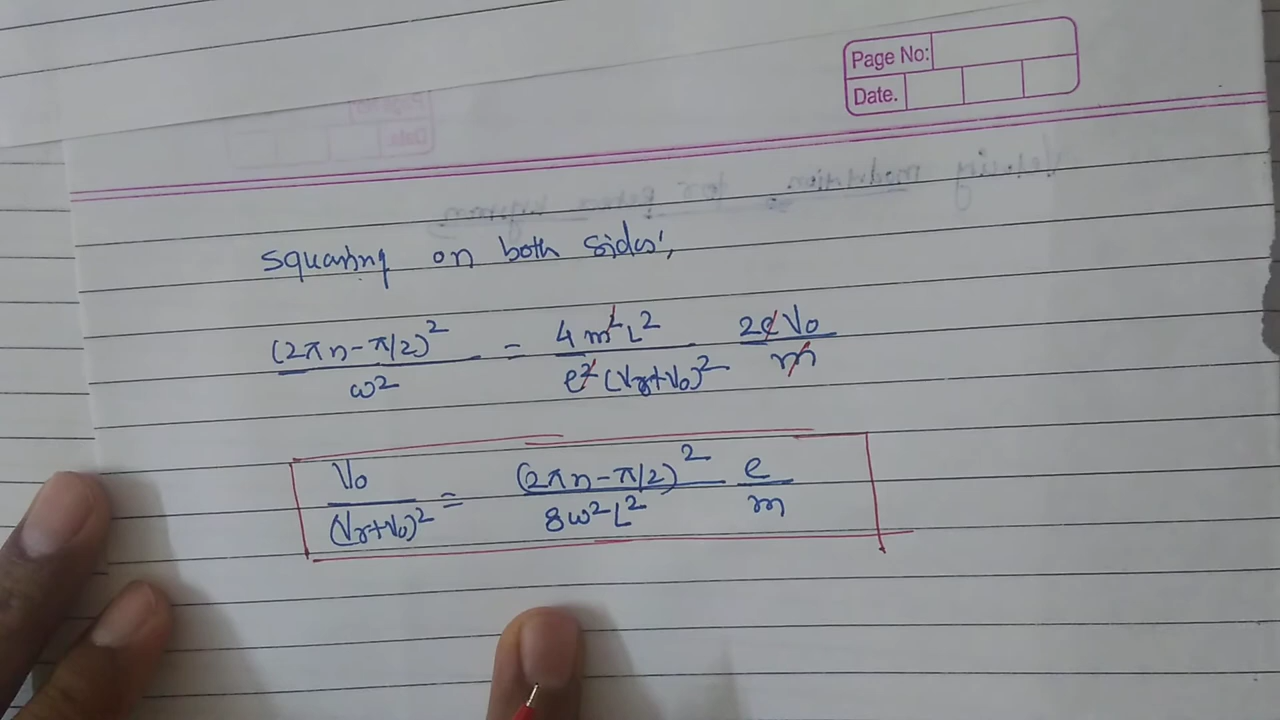 Page No:
Date.
Squaring on both sides,
(2πn-π/2)² / ω² = 4m²L² / e²(Vr+V₀)² 2eV₀ / m
V₀ / (Vr+V₀)² = (2πn-π/2)² / 8ω²L² e / m